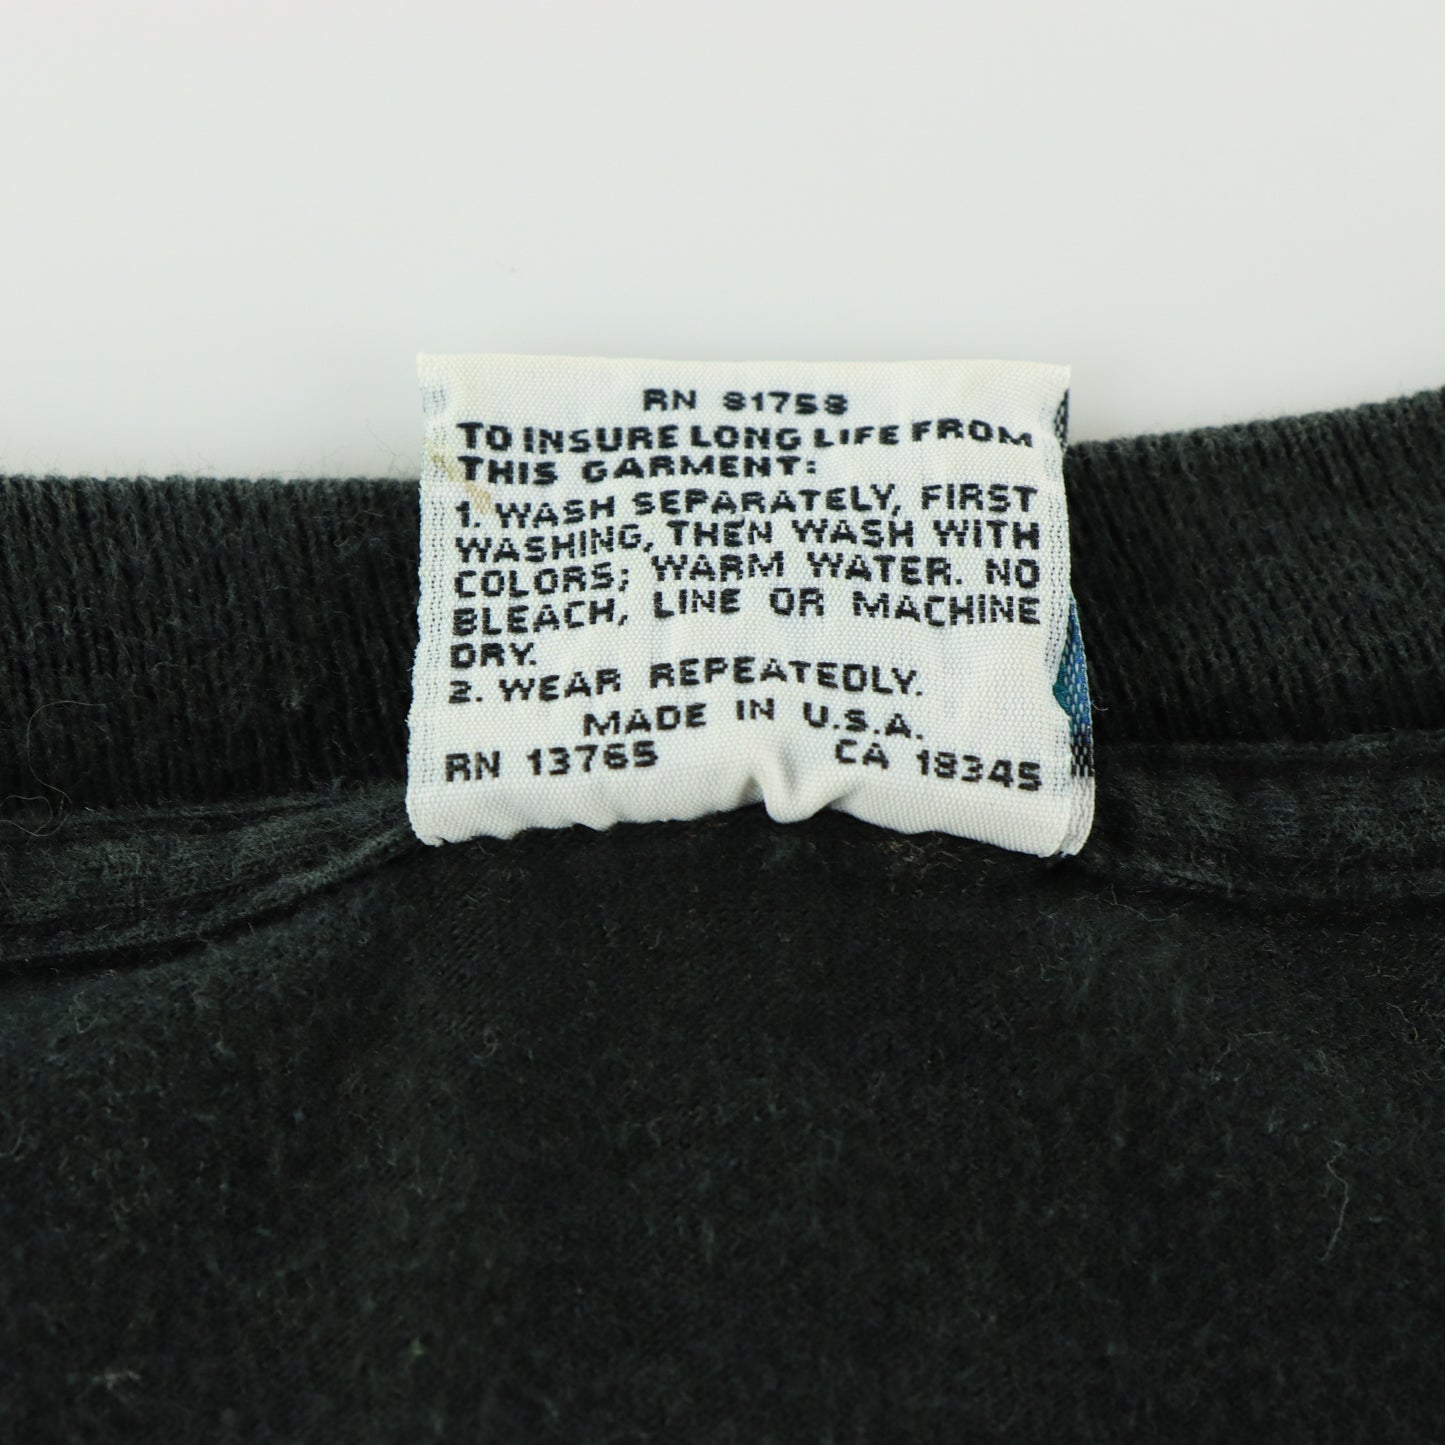 RN 81758
TO INSURE LONG LIFE FROM
THIS GARMENT:
1. WASH SEPARATELY, FIRST
WASHING, THEN WASH WITH
COLORS; WARM WATER. NO
BLEACH, LINE OR MACHINE
DRY.
2. WEAR REPEATEDLY.
MADE IN U.S.A.
RN 13765 CA 18345